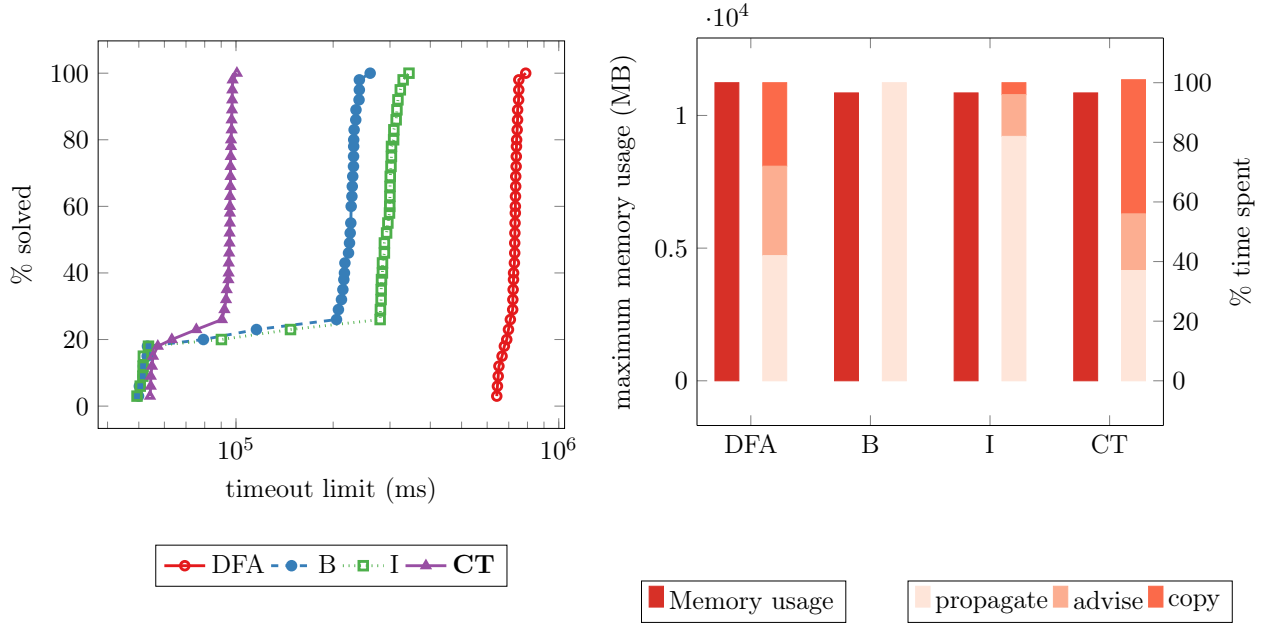 100
80
60
40
20
0
% solved
10^5
10^6
timeout limit (ms)
DFA B I CT
·10^4
1
0.5
0
maximum memory usage (MB)
100
80
60
40
20
0
% time spent
DFA B I CT
Memory usage
propagate advise copy